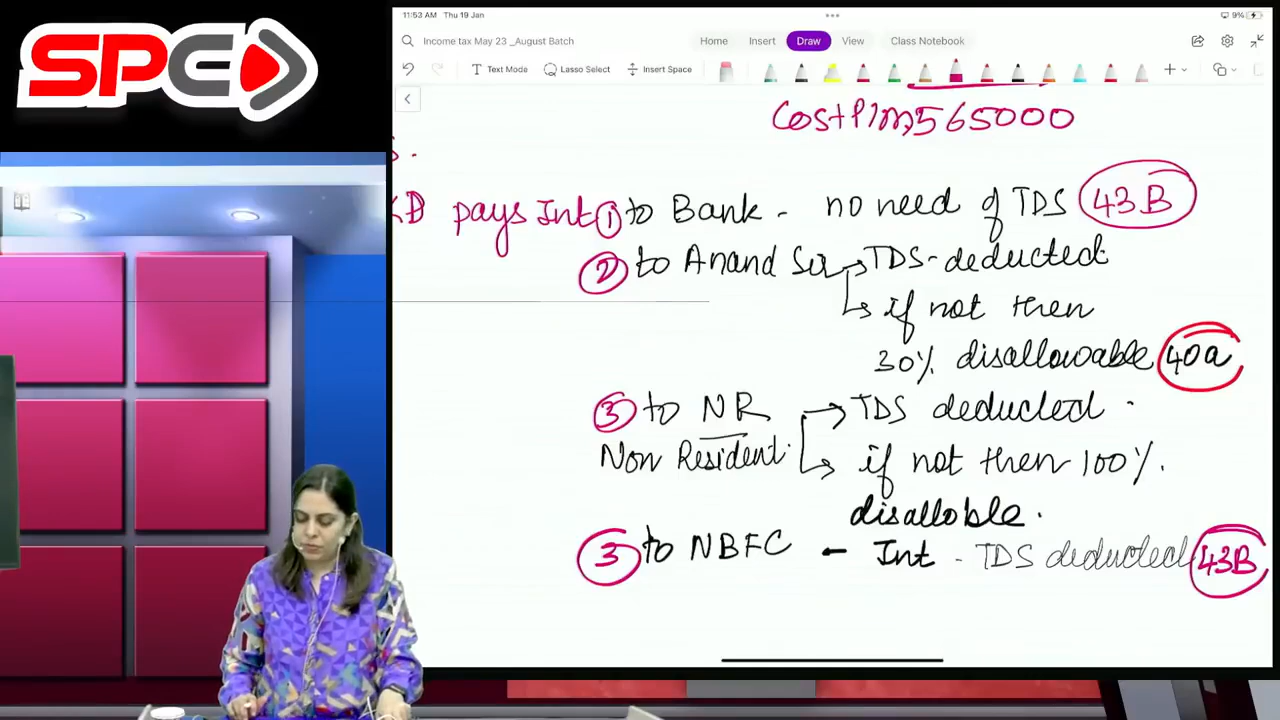 SPC
11:53 AM Thu 19 Jan
9%
Income tax May 23 _August Batch
Home Insert Draw View Class Notebook
Text Mode Lasso Select Insert Space
565000
s.
pays Int ① to Bank - no need of TDS 43B
② to Anand Sir → TDS-deducted
↳ if not then
30% disallowable 40a
③ to NR → TDS deducted.
Non Resident. ↳ if not then 100%.
disalloble.
③ to NBFC - Int - TDS deducted 43B